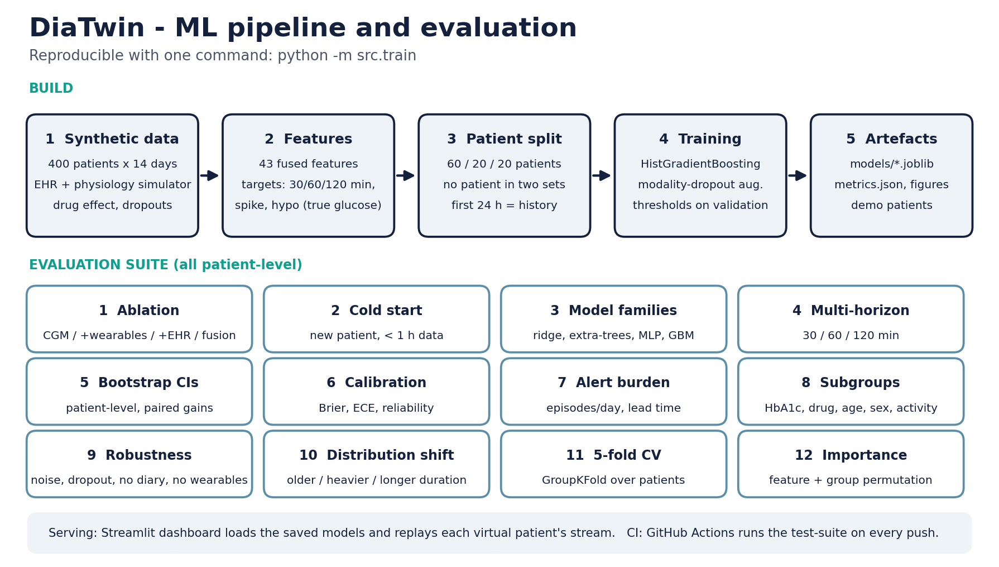 DiaTwin - ML pipeline and evaluation
Reproducible with one command: python -m src.train
BUILD
1 Synthetic data
400 patients x 14 days
EHR + physiology simulator
drug effect, dropouts
2 Features
43 fused features
targets: 30/60/120 min,
spike, hypo (true glucose)
3 Patient split
60 / 20 / 20 patients
no patient in two sets
first 24 h = history
4 Training
HistGradientBoosting
modality-dropout aug.
thresholds on validation
5 Artefacts
models/*.joblib
metrics.json, figures
demo patients
EVALUATION SUITE (all patient-level)
1 Ablation
CGM / +wearables / +EHR / fusion
2 Cold start
new patient, < 1 h data
3 Model families
ridge, extra-trees, MLP, GBM
4 Multi-horizon
30 / 60 / 120 min
5 Bootstrap CIs
patient-level, paired gains
6 Calibration
Brier, ECE, reliability
7 Alert burden
episodes/day, lead time
8 Subgroups
HbA1c, drug, age, sex, activity
9 Robustness
noise, dropout, no diary, no wearables
10 Distribution shift
older / heavier / longer duration
11 5-fold CV
GroupKFold over patients
12 Importance
feature + group permutation
Serving: Streamlit dashboard loads the saved models and replays each virtual patient's stream. CI: GitHub Actions runs the test-suite on every push.